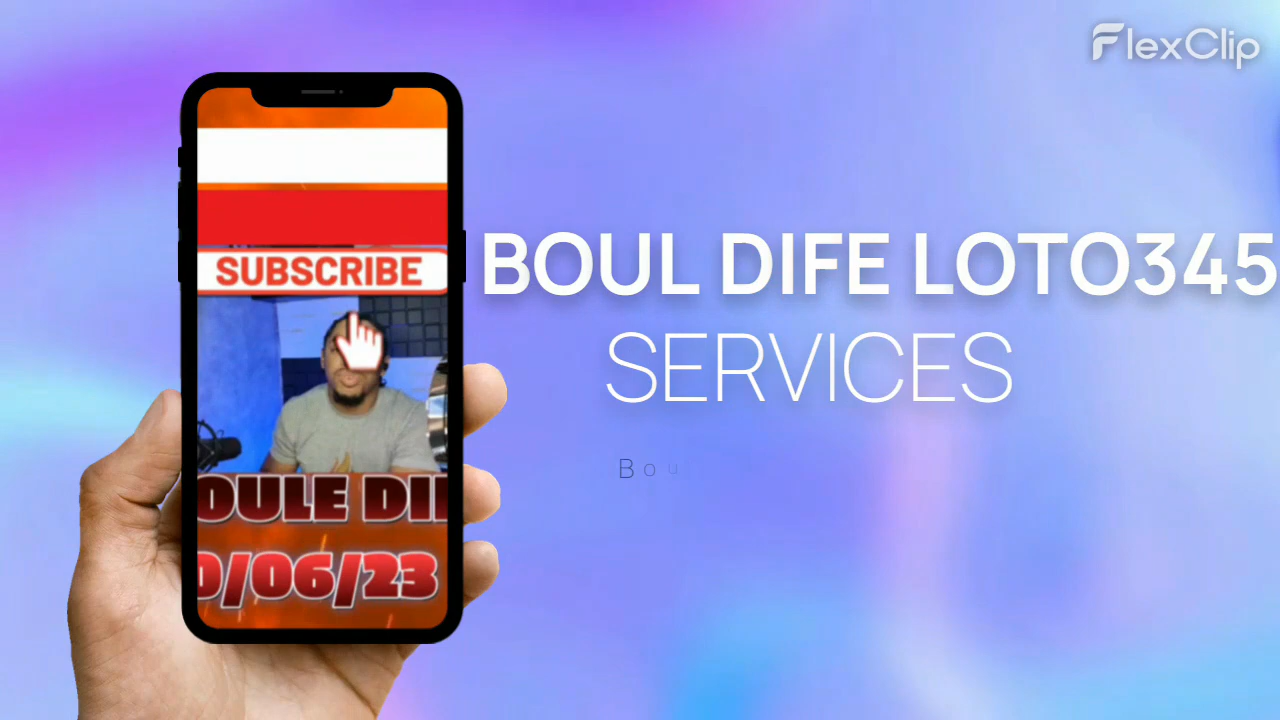 FlexClip
BOUL DIFE LOTO345
SERVICES
Bou
SUBSCRIBE
OULE DI
0/06/23